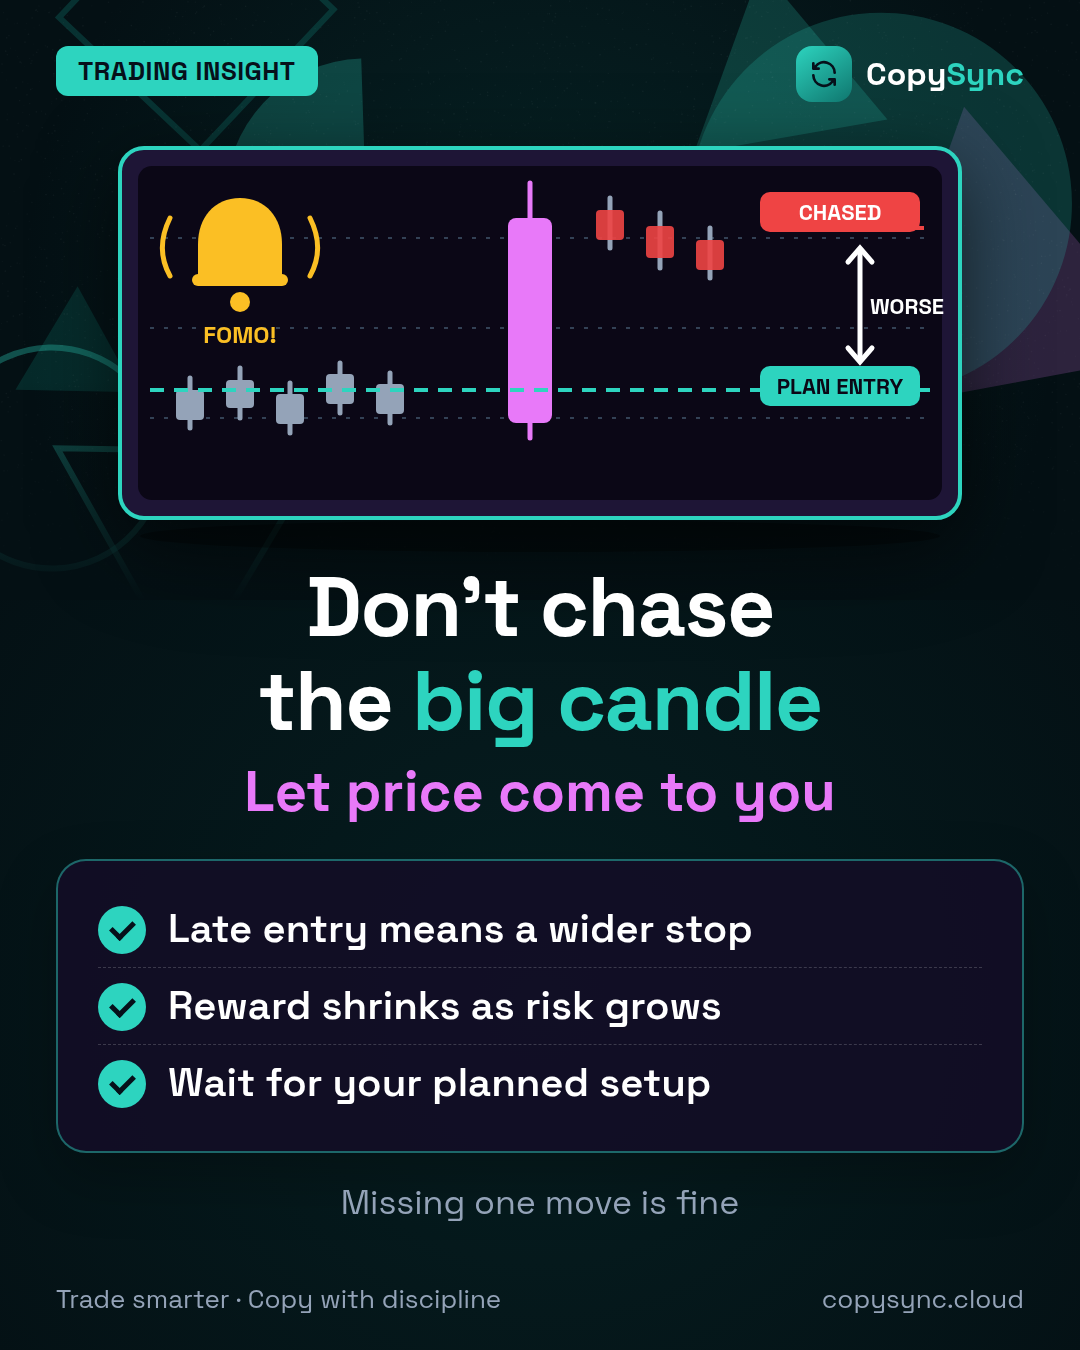 TRADING INSIGHT
CopySync
FOMO!
CHASED
WORSE
PLAN ENTRY
Don’t chase
the big candle
Let price come to you
Late entry means a wider stop
Reward shrinks as risk grows
Wait for your planned setup
Missing one move is fine
Trade smarter · Copy with discipline
copysync.cloud